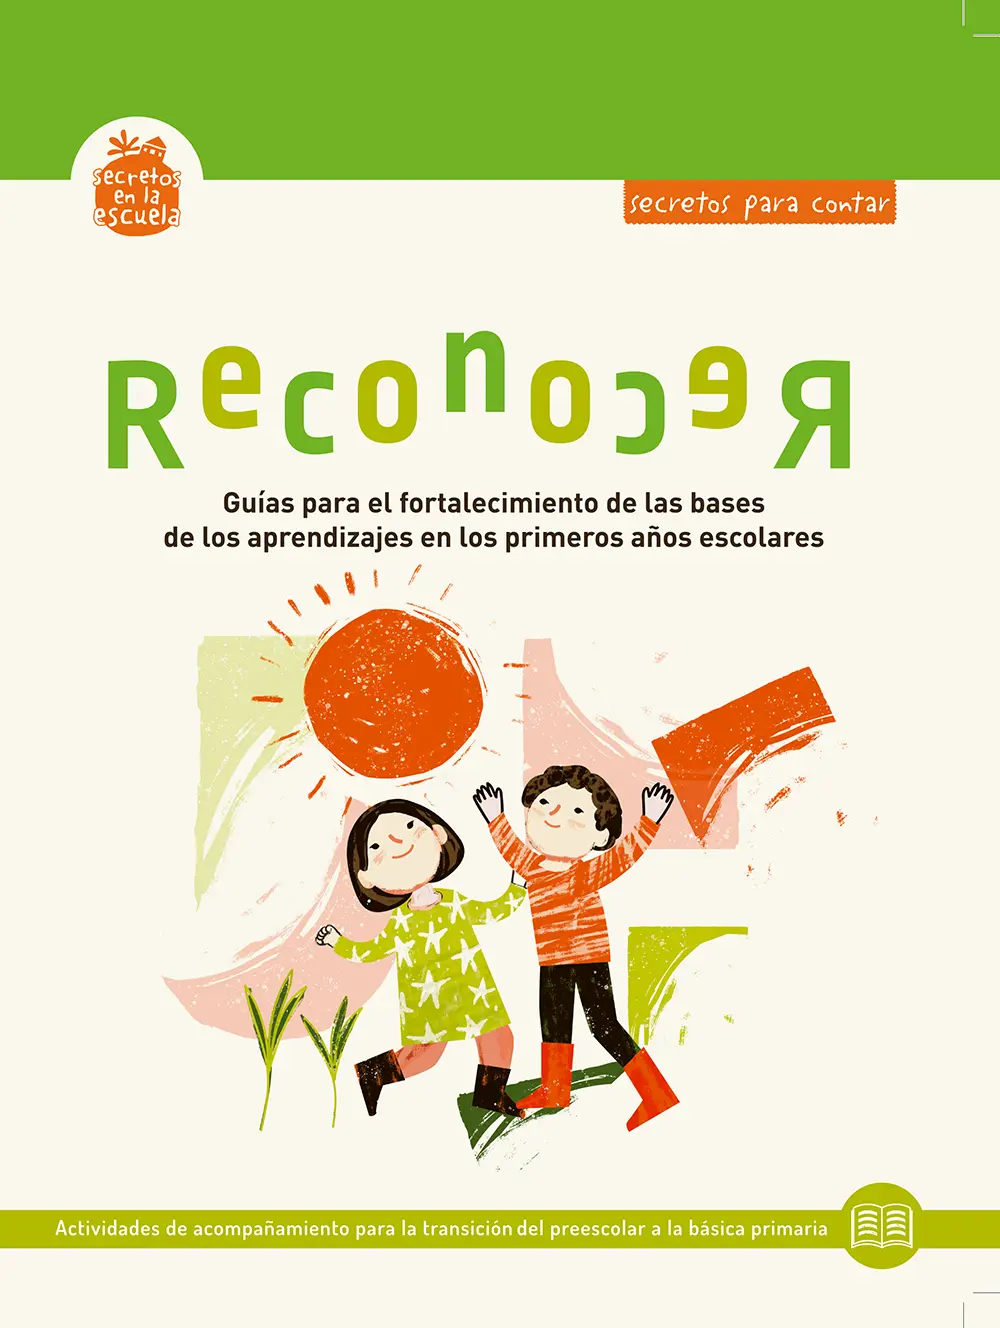 secretos
en la
escuela
secretos para contar
Reconocer
Guías para el fortalecimiento de las bases
de los aprendizajes en los primeros años escolares
Actividades de acompañamiento para la transición del preescolar a la básica primaria